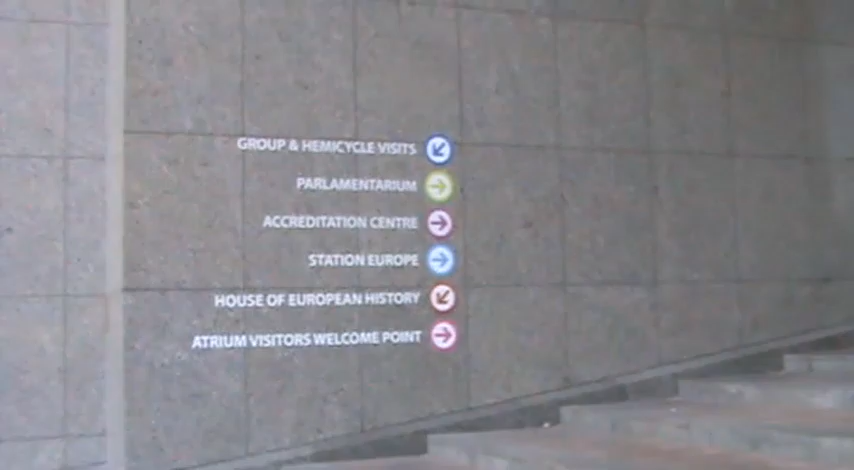 GROUP & HEMICYCLE VISITS
PARLAMENTARIUM
ACCREDITATION CENTRE
STATION EUROPE
HOUSE OF EUROPEAN HISTORY
ATRIUM VISITORS WELCOME POINT